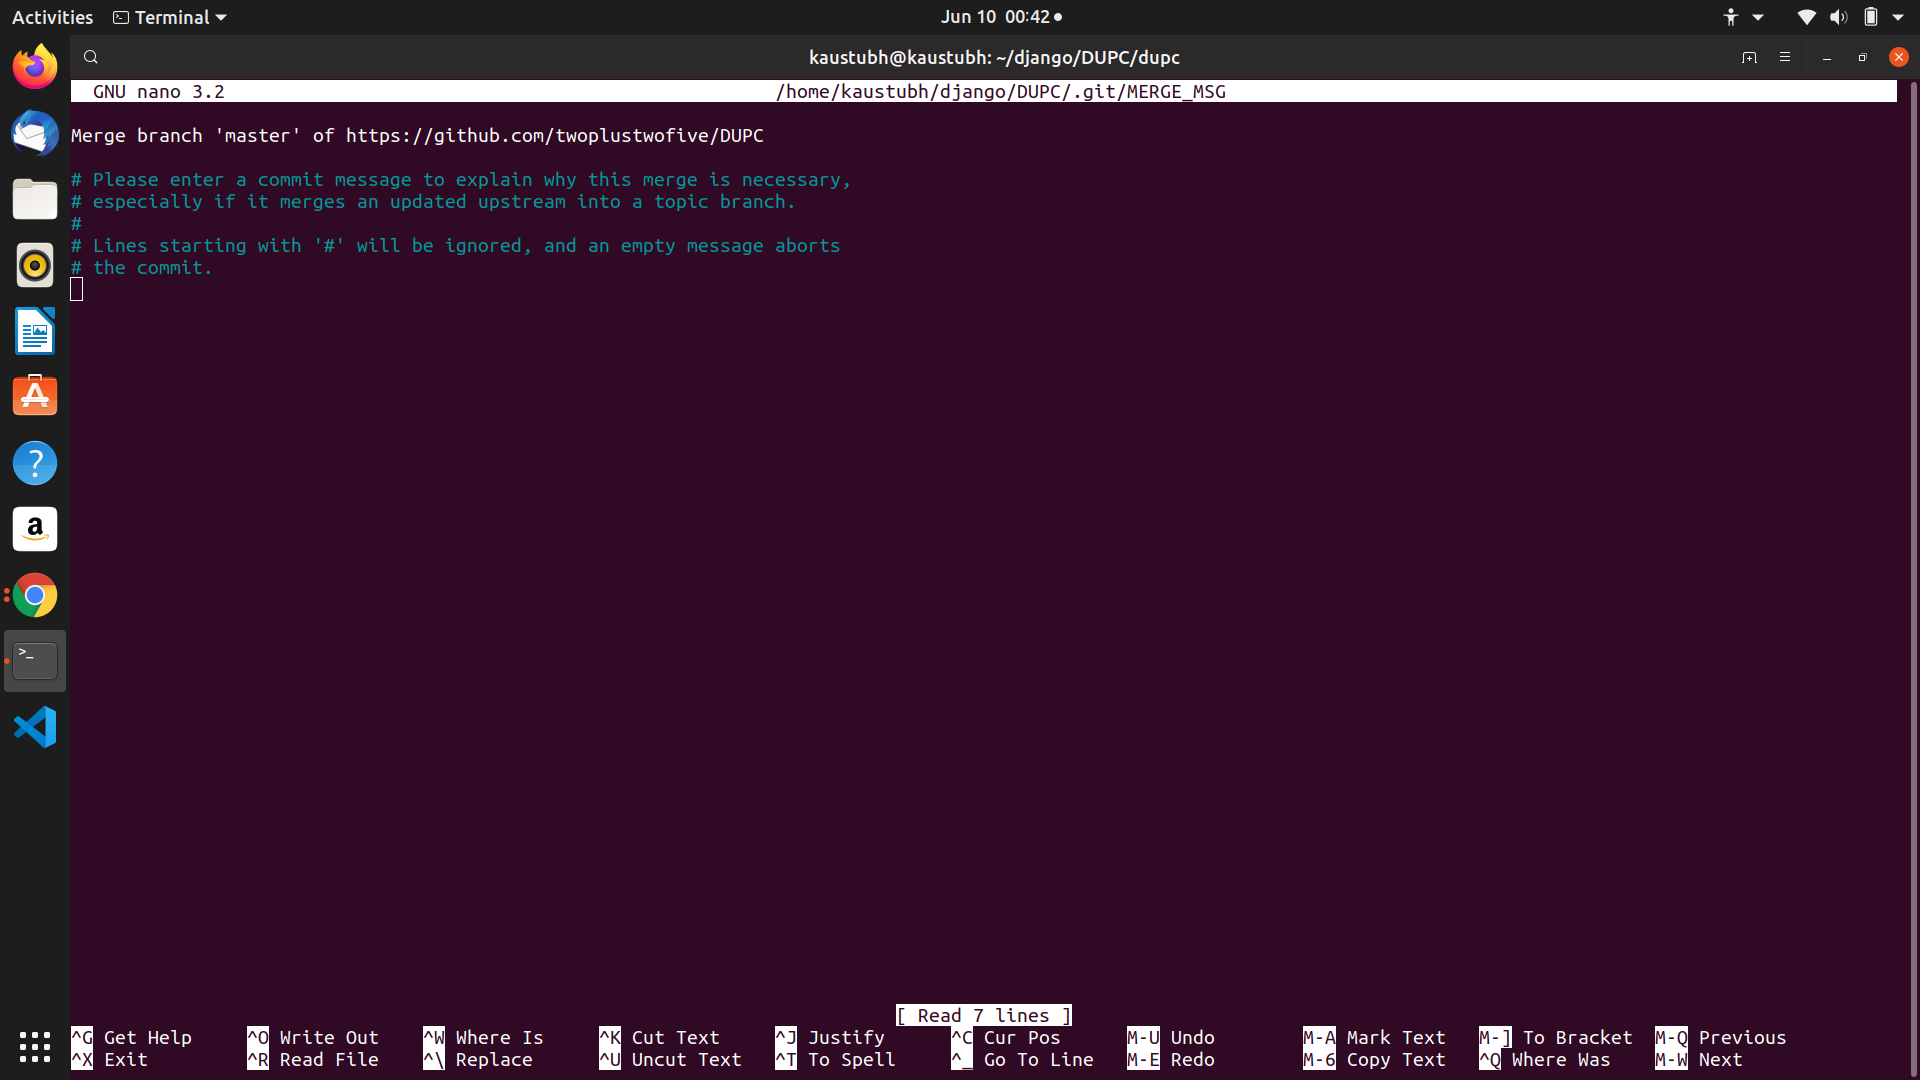 Activities Terminal Jun 10 00:42
kaustubh@kaustubh: ~/django/DUPC/dupc
GNU nano 3.2 /home/kaustubh/django/DUPC/.git/MERGE_MSG
Merge branch 'master' of https://github.com/twoplustwofive/DUPC
# Please enter a commit message to explain why this merge is necessary,
# especially if it merges an updated upstream into a topic branch.
#
# Lines starting with '#' will be ignored, and an empty message aborts
# the commit.
[ Read 7 lines ]
^G Get Help ^O Write Out ^W Where Is ^K Cut Text ^J Justify ^C Cur Pos M-U Undo M-A Mark Text M-] To Bracket M-Q Previous
^X Exit ^R Read File ^\ Replace ^U Uncut Text ^T To Spell ^_ Go To Line M-E Redo M-6 Copy Text ^Q Where Was M-W Next